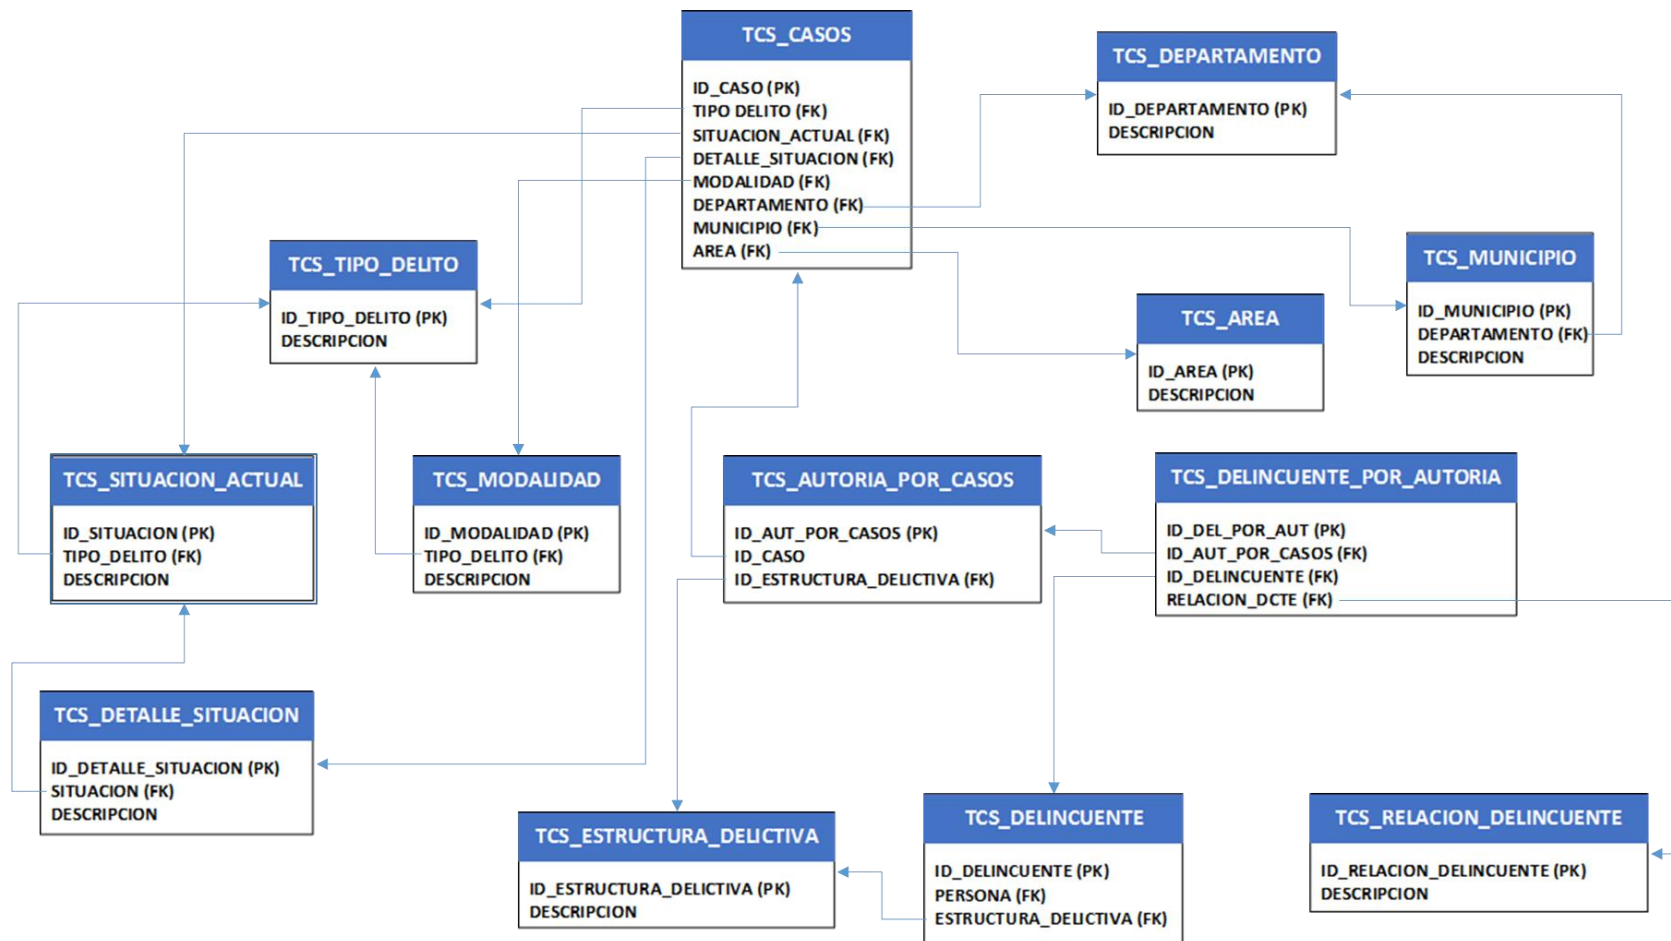 TCS_CASOS
ID_CASO (PK)
TIPO DELITO (FK)
SITUACION_ACTUAL (FK)
DETALLE_SITUACION (FK)
MODALIDAD (FK)
DEPARTAMENTO (FK)
MUNICIPIO (FK)
AREA (FK)
TCS_DEPARTAMENTO
ID_DEPARTAMENTO (PK)
DESCRIPCION
TCS_TIPO_DELITO
ID_TIPO_DELITO (PK)
DESCRIPCION
TCS_MUNICIPIO
ID_MUNICIPIO (PK)
DEPARTAMENTO (FK)
DESCRIPCION
TCS_AREA
ID_AREA (PK)
DESCRIPCION
TCS_SITUACION_ACTUAL
ID_SITUACION (PK)
TIPO_DELITO (FK)
DESCRIPCION
TCS_MODALIDAD
ID_MODALIDAD (PK)
TIPO_DELITO (FK)
DESCRIPCION
TCS_AUTORIA_POR_CASOS
ID_AUT_POR_CASOS (PK)
ID_CASO
ID_ESTRUCTURA_DELICTIVA (FK)
TCS_DELINCUENTE_POR_AUTORIA
ID_DEL_POR_AUT (PK)
ID_AUT_POR_CASOS (FK)
ID_DELINCUENTE (FK)
RELACION_DCTE (FK)
TCS_DETALLE_SITUACION
ID_DETALLE_SITUACION (PK)
SITUACION (FK)
DESCRIPCION
TCS_ESTRUCTURA_DELICTIVA
ID_ESTRUCTURA_DELICTIVA (PK)
DESCRIPCION
TCS_DELINCUENTE
ID_DELINCUENTE (PK)
PERSONA (FK)
ESTRUCTURA_DELICTIVA (FK)
TCS_RELACION_DELINCUENTE
ID_RELACION_DELINCUENTE (PK)
DESCRIPCION